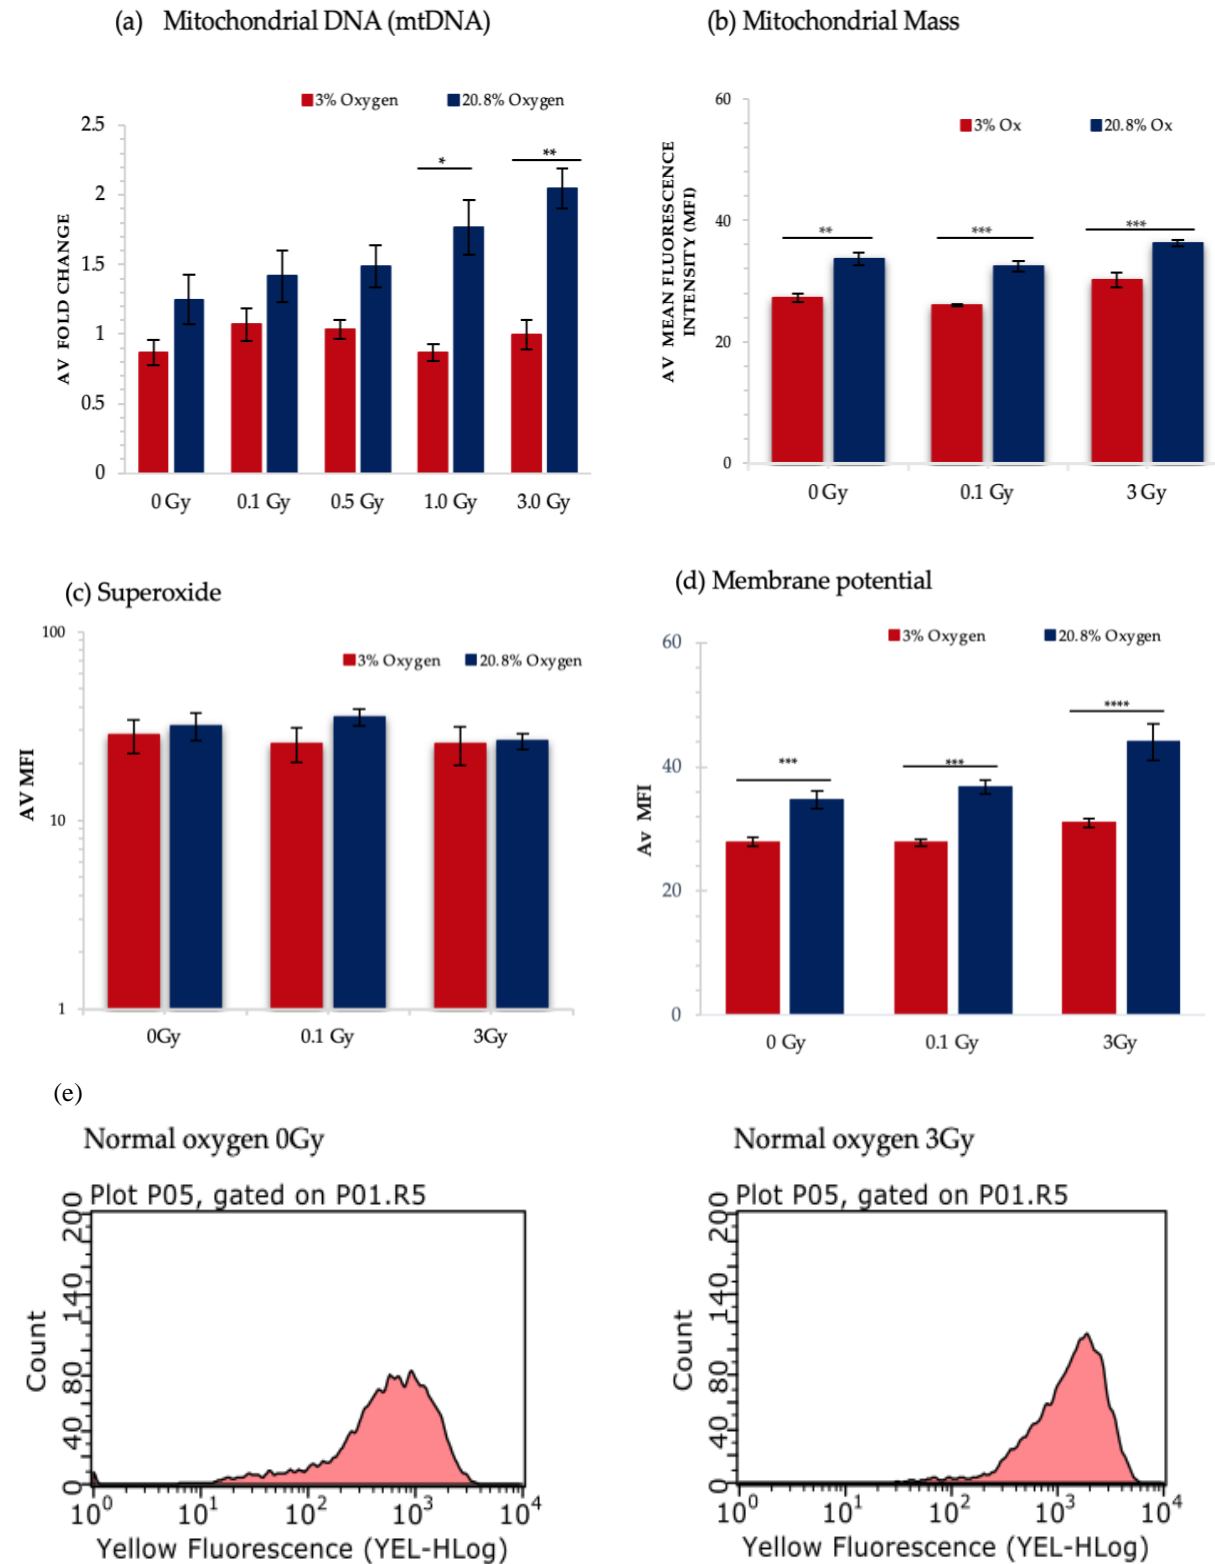 (a) Mitochondrial DNA (mtDNA)
3% Oxygen 20.8% Oxygen
AV FOLD CHANGE
2.5
2
1.5
1
0.5
0
* **
0 Gy 0.1 Gy 0.5 Gy 1.0 Gy 3.0 Gy
(b) Mitochondrial Mass
3% Ox 20.8% Ox
AV MEAN FLUORESCENCE
INTENSITY (MFI)
60
40
20
0
** *** ***
0 Gy 0.1 Gy 3 Gy
(c) Superoxide
3% Oxygen 20.8% Oxygen
AV MFI
100
10
1
0Gy 0.1 Gy 3Gy
(d) Membrane potential
3% Oxygen 20.8% Oxygen
Av MFI
60
40
20
0
*** *** ****
0 Gy 0.1 Gy 3Gy
(e)
Normal oxygen 0Gy
Plot P05, gated on P01.R5
Count
200
140
80
40
0
10⁰ 10¹ 10² 10³ 10⁴
Yellow Fluorescence (YEL-HLog)
Normal oxygen 3Gy
Plot P05, gated on P01.R5
Count
200
140
80
40
0
10⁰ 10¹ 10² 10³ 10⁴
Yellow Fluorescence (YEL-HLog)